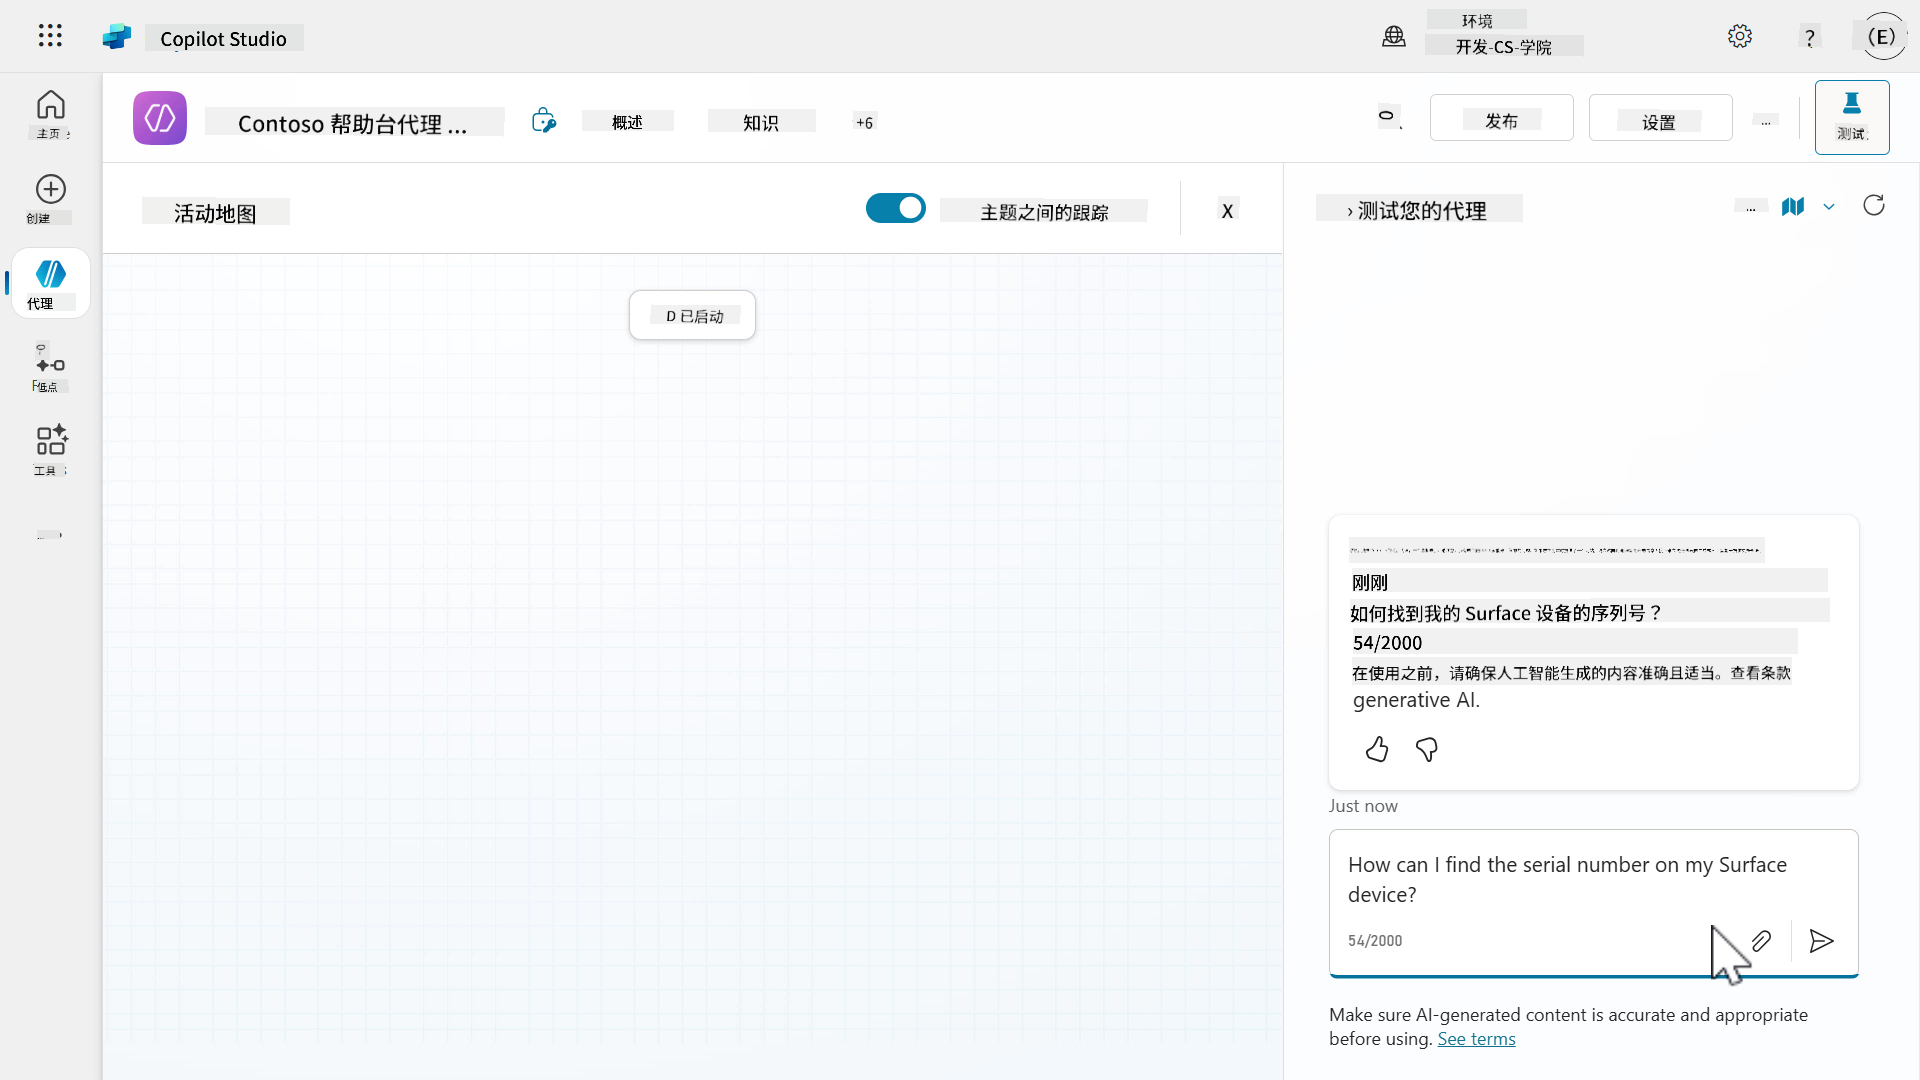 Copilot Studio
环境
开发-CS-学院
?
(E)
主页
创建
代理
工具
Contoso 帮助台代理 ...
概述
知识
+6
发布
设置
...
测试
活动地图
主题之间的跟踪
X
› 测试您的代理
...
D 已启动
刚刚
如何找到我的 Surface 设备的序列号？
54/2000
在使用之前，请确保人工智能生成的内容准确且适当。查看条款
generative AI.
Just now
How can I find the serial number on my Surface
device?
54/2000
Make sure AI-generated content is accurate and appropriate
before using. See terms